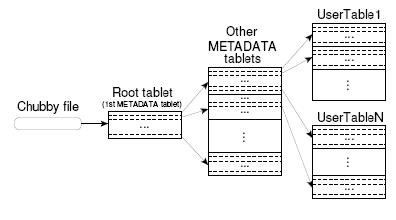 Chubby file
Root tablet
(1st METADATA tablet)
...
Other
METADATA
tablets
...
...
...
⋮
...
UserTable1
...
...
⋮
UserTableN
...
⋮
...